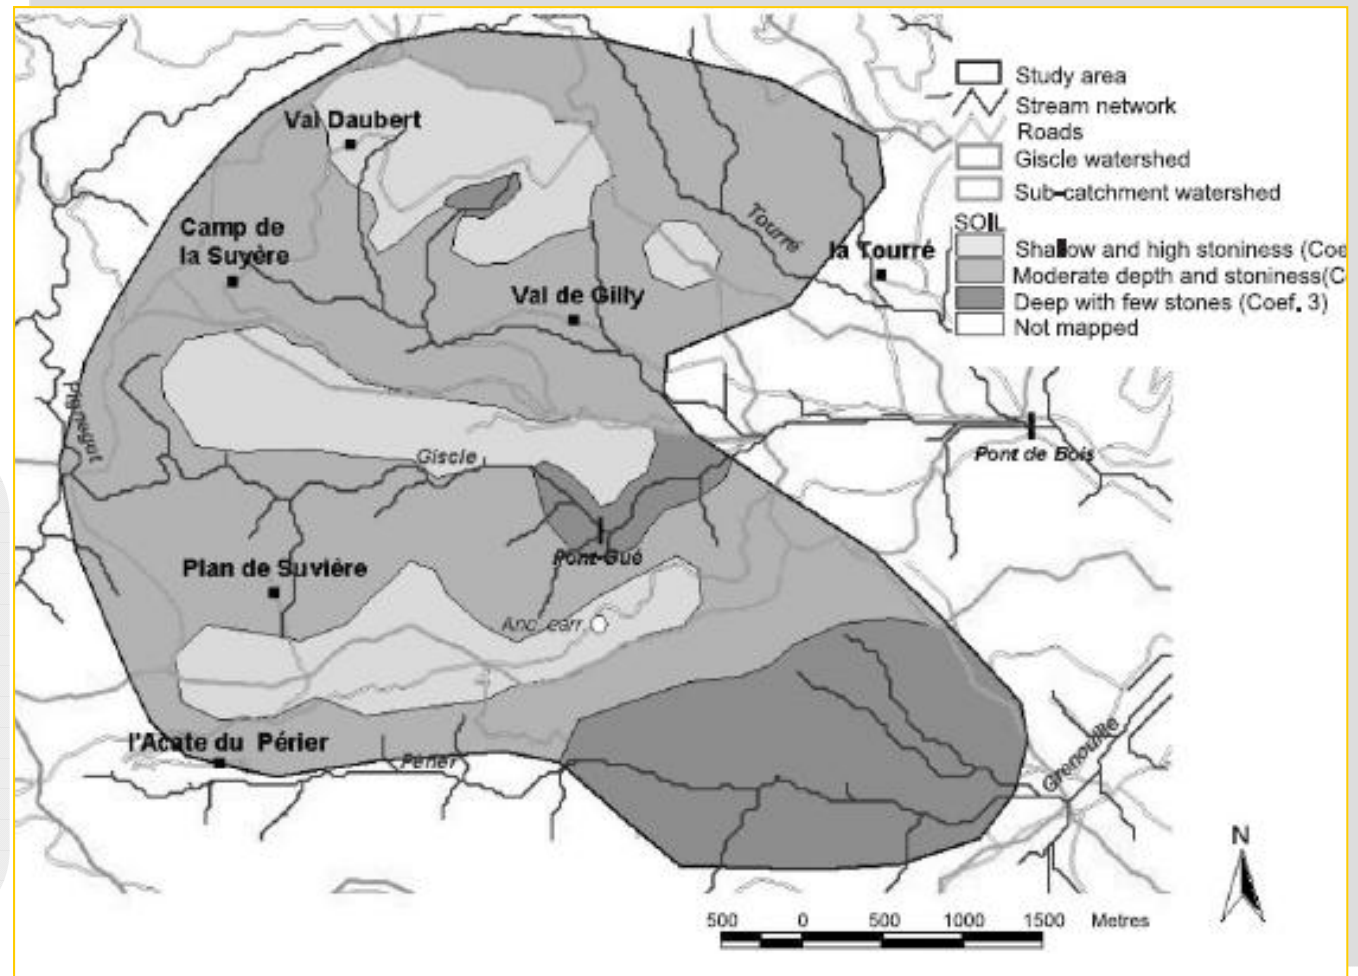 Study area
Stream network
Roads
Giscle watershed
Sub-catchment watershed
SOIL
Shallow and high stoniness (Coe
Moderate depth and stoniness(C
Deep with few stones (Coef. 3)
Not mapped
Val Daubert
Camp de
la Suyère
Tourré
la Tourré
Val de Gilly
Giscle
Pont de Bois
Pont Gué
Plan de Suvière
Anc. carr.
l'Acate du Périer
Périer
Grenouille
N
500 0 500 1000 1500 Metres